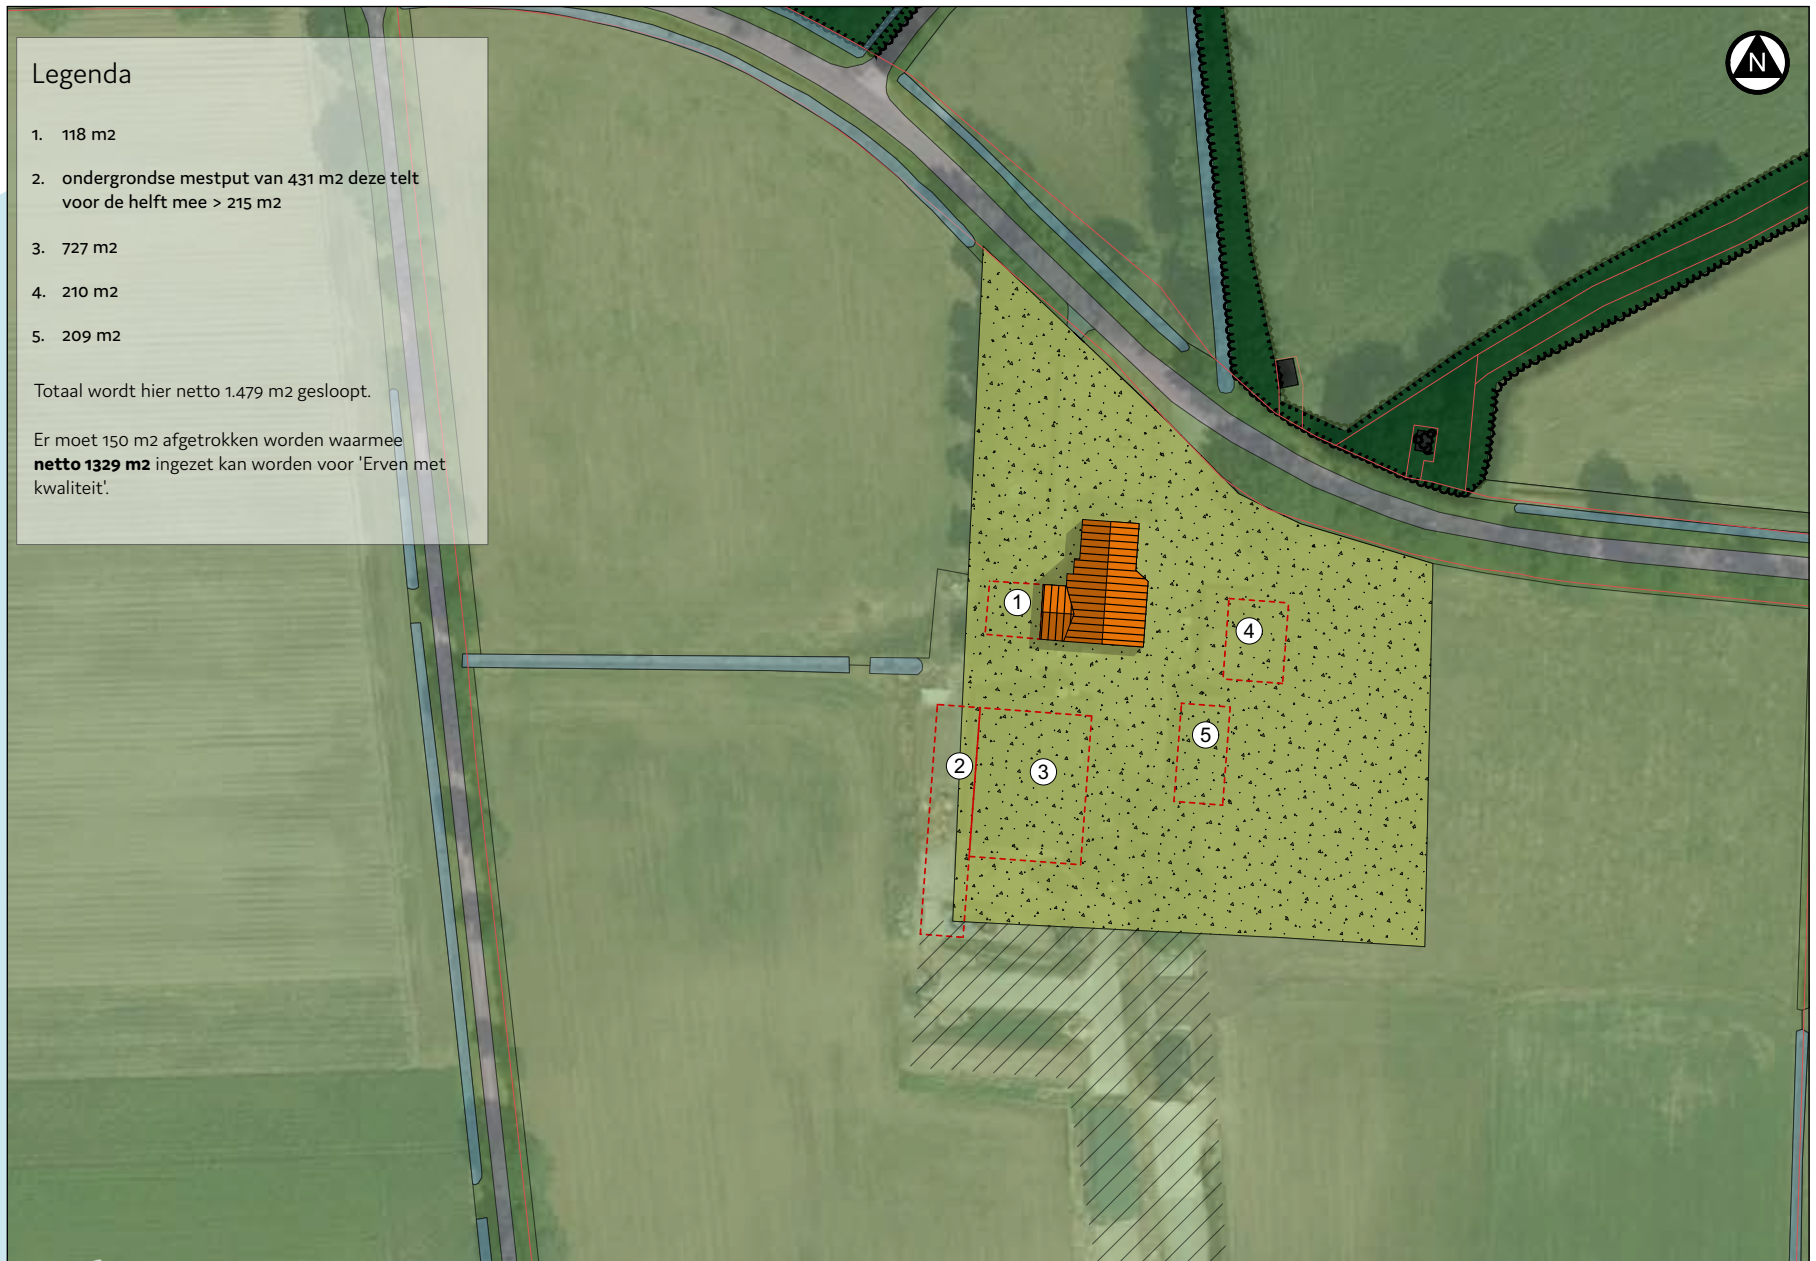 Legenda
1. 118 m2
2. ondergrondse mestput van 431 m2 deze telt
voor de helft mee > 215 m2
3. 727 m2
4. 210 m2
5. 209 m2
Totaal wordt hier netto 1.479 m2 gesloopt.
Er moet 150 m2 afgetrokken worden waarmee
netto 1329 m2 ingezet kan worden voor 'Erven met
kwaliteit'.
N
1
4
5
2
3